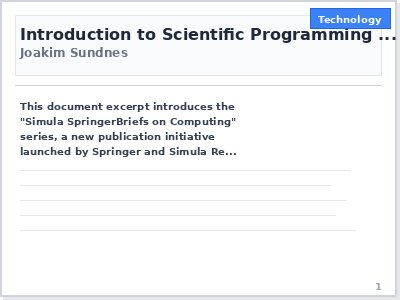 Technology
Introduction to Scientific Programming ...
Joakim Sundnes
This document excerpt introduces the
"Simula SpringerBriefs on Computing"
series, a new publication initiative
launched by Springer and Simula Re...
1